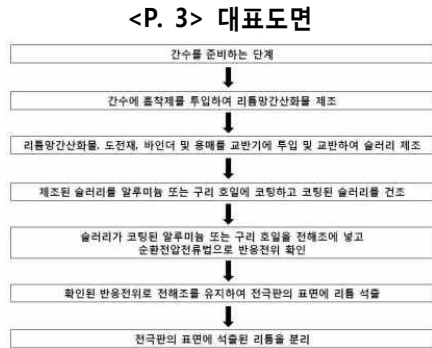 <P. 3> 대표도면
간수를 준비하는 단계
간수에 흡착제를 투입하여 리튬망간산화물 제조
리튬망간산화물, 도전재, 바인더 및 용매를 교반기에 투입 및 교반하여 슬러리 제조
제조된 슬러리를 알루미늄 또는 구리 호일에 코팅하고 코팅된 슬러리를 건조
슬러리가 코팅된 알루미늄 또는 구리 호일을 전해조에 넣고
순환전압전류법으로 반응전위 확인
확인된 반응전위로 전해조를 유지하여 전극판의 표면에 리튬 석출
전극판의 표면에 석출된 리튬을 분리